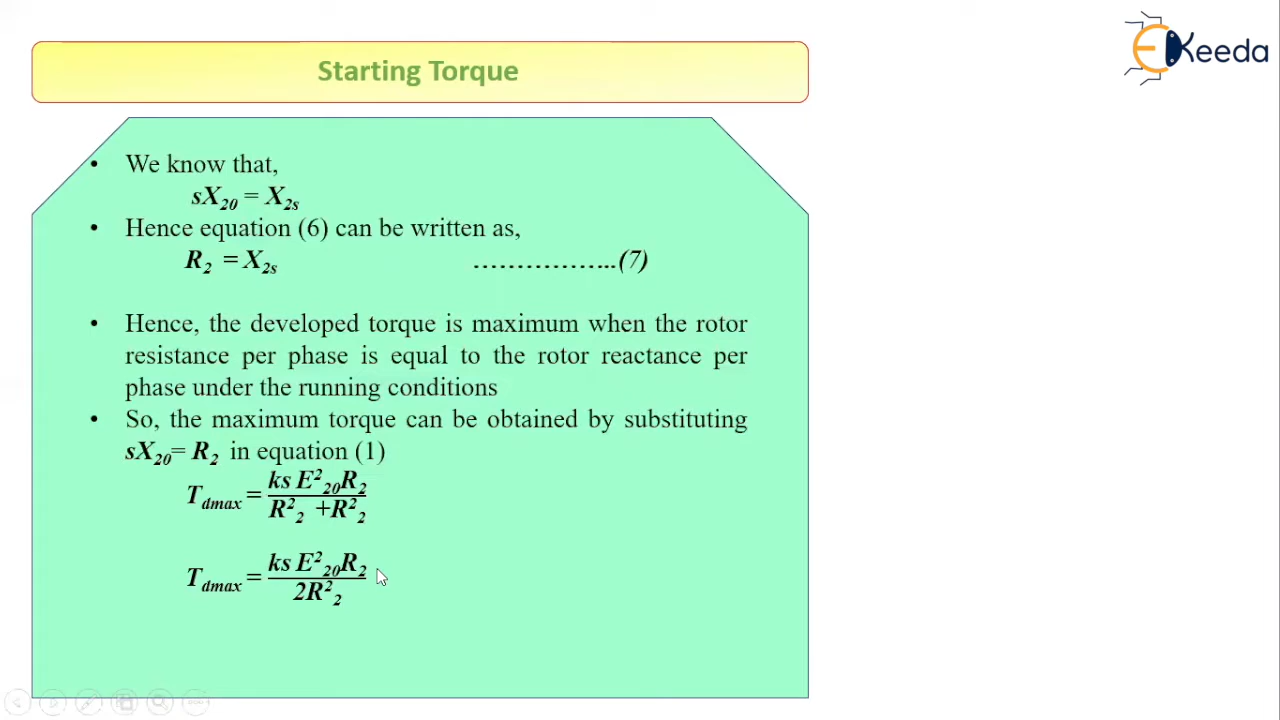 Starting Torque
EKeeda
• We know that,
sX₂₀ = X₂ₛ
• Hence equation (6) can be written as,
R₂ = X₂ₛ ……………..(7)
• Hence, the developed torque is maximum when the rotor
resistance per phase is equal to the rotor reactance per
phase under the running conditions
• So, the maximum torque can be obtained by substituting
sX₂₀= R₂ in equation (1)
T_dmax = (ks E²₂₀R₂)/(R²₂ +R²₂)
T_dmax = (ks E²₂₀R₂)/(2R²₂)